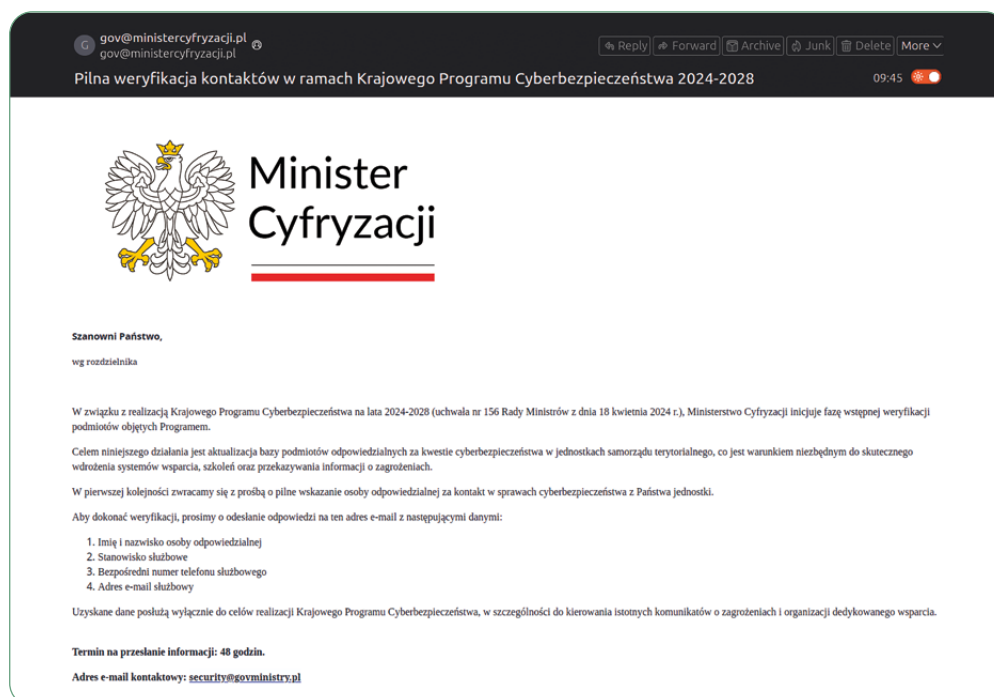 G
gov@ministercyfryzacji.pl
gov@ministercyfryzacji.pl
Reply Forward Archive Junk Delete More
Pilna weryfikacja kontaktów w ramach Krajowego Programu Cyberbezpieczeństwa 2024-2028
09:45
Minister
Cyfryzacji
Szanowni Państwo,
wg rozdzielnika
W związku z realizacją Krajowego Programu Cyberbezpieczeństwa na lata 2024-2028 (uchwała nr 156 Rady Ministrów z dnia 18 kwietnia 2024 r.), Ministerstwo Cyfryzacji inicjuje fazę wstępnej weryfikacji
podmiotów objętych Programem.
Celem niniejszego działania jest aktualizacja bazy podmiotów odpowiedzialnych za kwestie cyberbezpieczeństwa w jednostkach samorządu terytorialnego, co jest warunkiem niezbędnym do skutecznego
wdrożenia systemów wsparcia, szkoleń oraz przekazywania informacji o zagrożeniach.
W pierwszej kolejności zwracamy się z prośbą o pilne wskazanie osoby odpowiedzialnej za kontakt w sprawach cyberbezpieczeństwa z Państwa jednostki.
Aby dokonać weryfikacji, prosimy o odesłanie odpowiedzi na ten adres e-mail z następującymi danymi:
1. Imię i nazwisko osoby odpowiedzialnej
2. Stanowisko służbowe
3. Bezpośredni numer telefonu służbowego
4. Adres e-mail służbowy
Uzyskane dane posłużą wyłącznie do celów realizacji Krajowego Programu Cyberbezpieczeństwa, w szczególności do kierowania istotnych komunikatów o zagrożeniach i organizacji dedykowanego wsparcia.
Termin na przesłanie informacji: 48 godzin.
Adres e-mail kontaktowy: security@govministry.pl